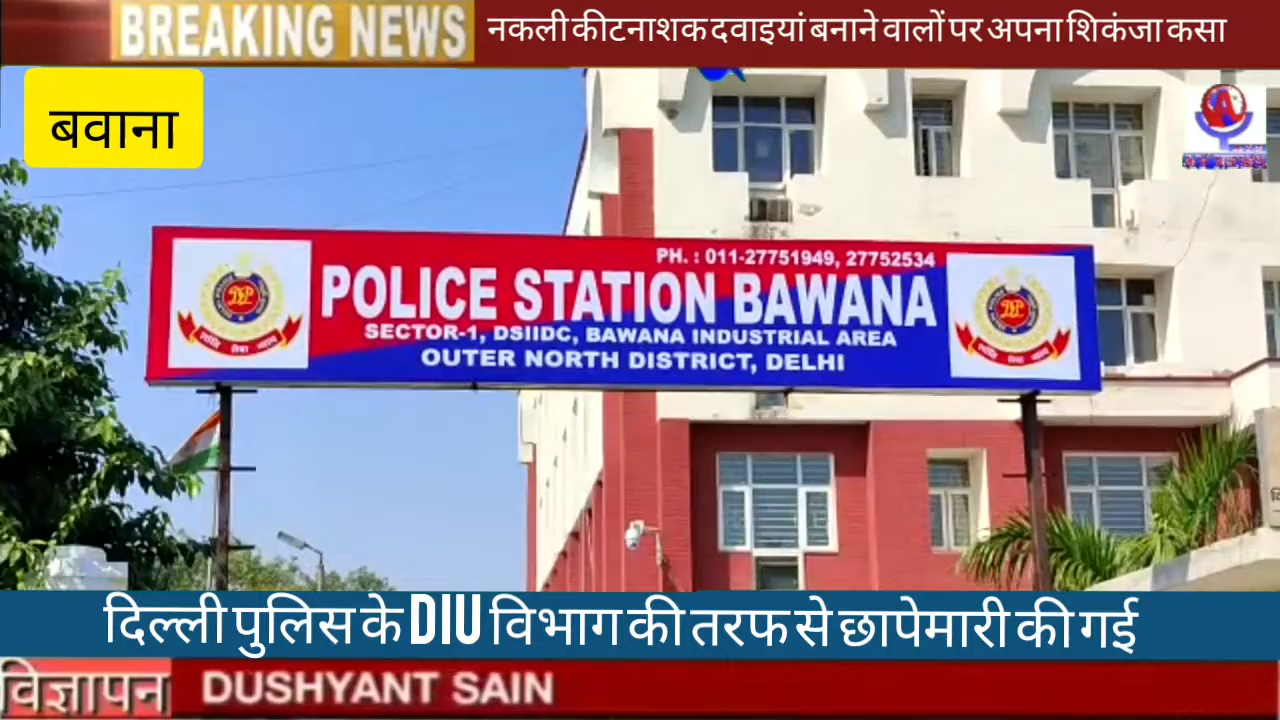 BREAKING NEWS
नकली कीटनाशक दवाइयां बनाने वालों पर अपना शिकंजा कसा
बवाना
PH. : 011-27751949, 27752534
POLICE STATION BAWANA
SECTOR-1, DSIIDC, BAWANA INDUSTRIAL AREA
OUTER NORTH DISTRICT, DELHI
दिल्ली पुलिस के DIU विभाग की तरफ से छापेमारी की गई
विज्ञापन
DUSHYANT SAIN